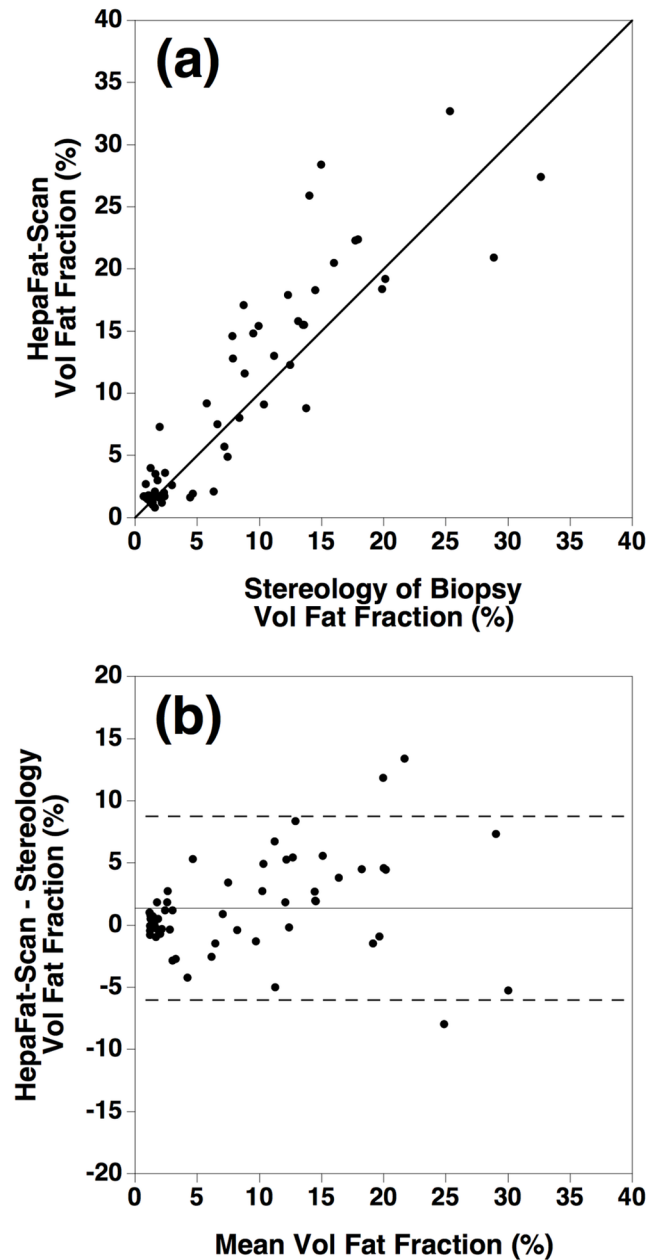 (a)
HepaFat-Scan
Vol Fat Fraction (%)
40
35
30
25
20
15
10
5
0
0 5 10 15 20 25 30 35 40
Stereology of Biopsy
Vol Fat Fraction (%)
(b)
HepaFat-Scan - Stereology
Vol Fat Fraction (%)
20
15
10
5
0
-5
-10
-15
-20
0 5 10 15 20 25 30 35 40
Mean Vol Fat Fraction (%)